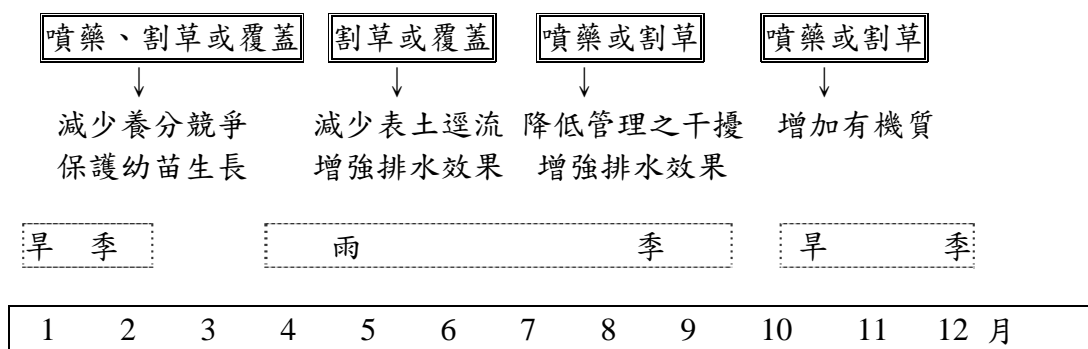 噴藥、割草或覆蓋 割草或覆蓋 噴藥或割草 噴藥或割草
↓ ↓ ↓ ↓
減少養分競爭 減少表土逕流 降低管理之干擾 增加有機質
保護幼苗生長 增強排水效果 增強排水效果
旱 季 雨 季 旱 季
1 2 3 4 5 6 7 8 9 10 11 12 月